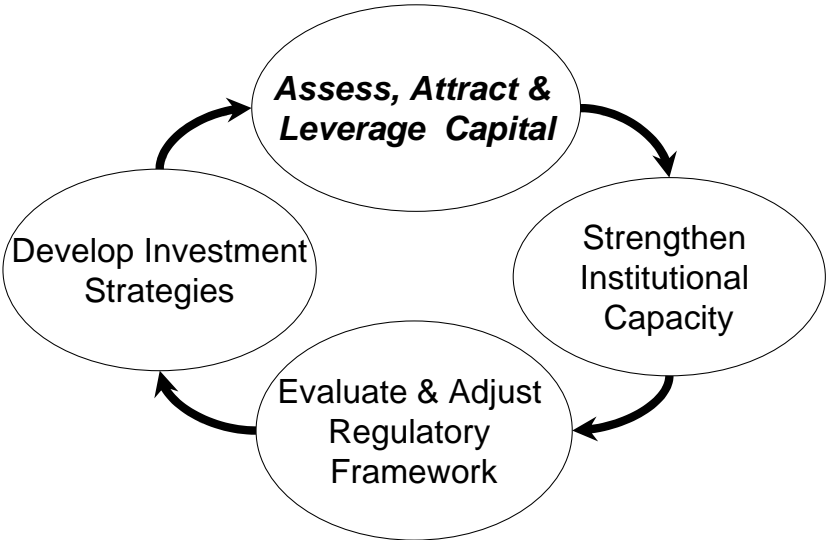 Assess, Attract &
Leverage Capital
Develop Investment
Strategies
Strengthen
Institutional
Capacity
Evaluate & Adjust
Regulatory
Framework